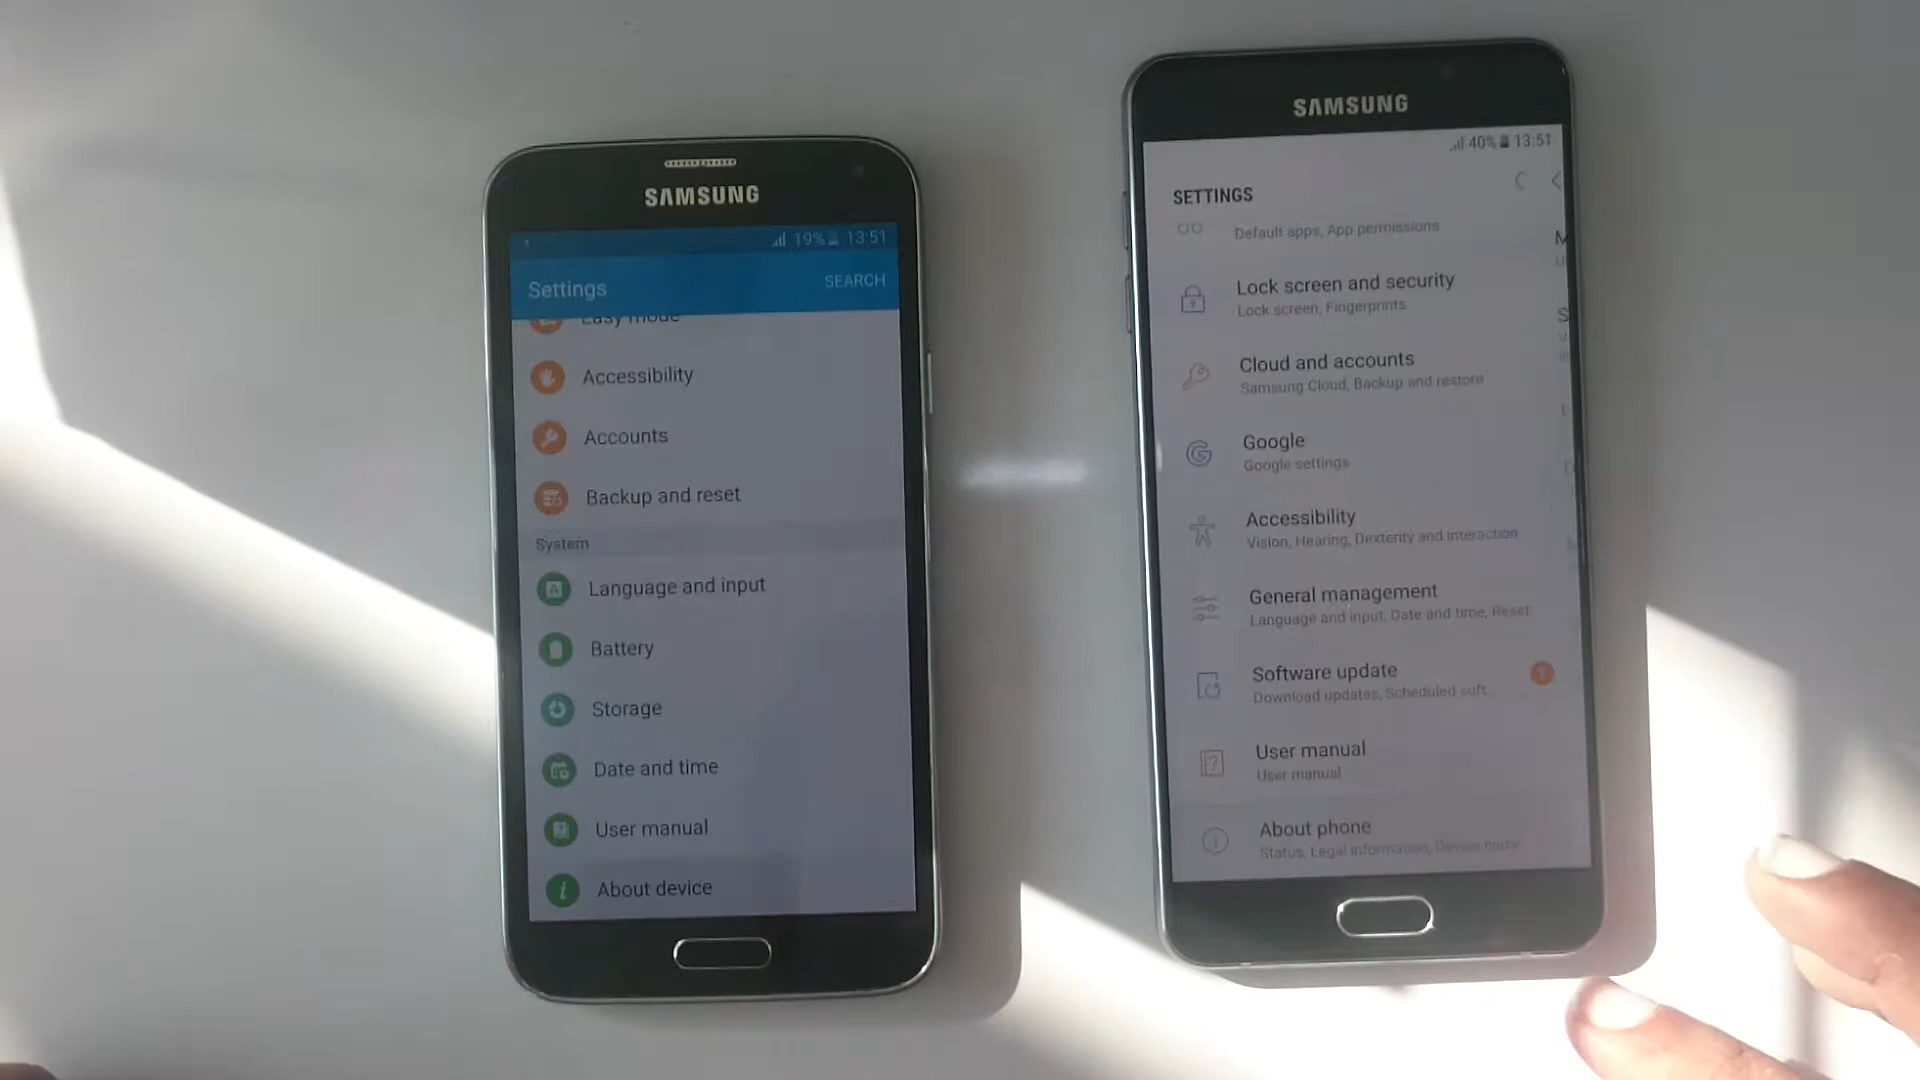 SAMSUNG
19% 13:51
Settings
SEARCH
Easy mode
Accessibility
Accounts
Backup and reset
System
Language and input
Battery
Storage
Date and time
User manual
About device
SAMSUNG
40% 13:51
SETTINGS
Default apps, App permissions
Lock screen and security
Lock screen, Fingerprints
Cloud and accounts
Samsung Cloud, Backup and restore
Google
Google settings
Accessibility
Vision, Hearing, Dexterity and interaction
General management
Language and input, Date and time, Reset
Software update
Download updates, Scheduled soft...
User manual
User manual
About phone
Status, Legal information, Device name